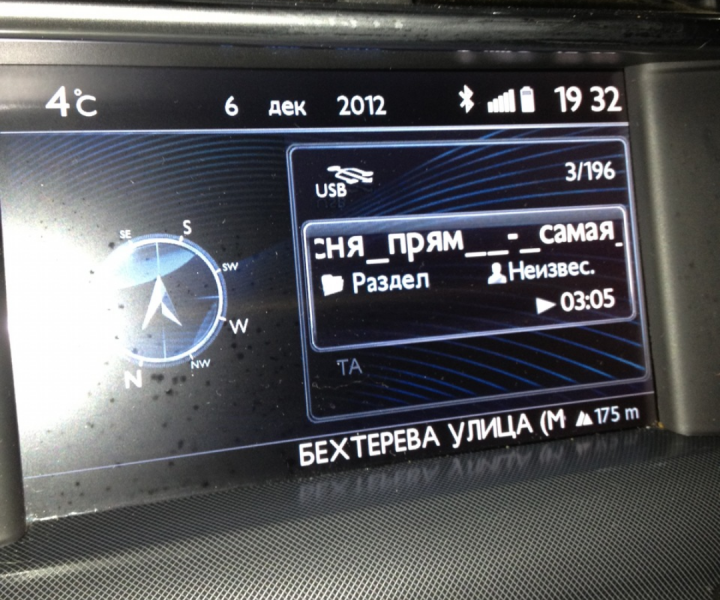 4°C 6 дек 2012 19 32
USB 3/196
сня_прям__-_самая_
Раздел Неизвес.
03:05
TA
SE S SW W NW N
БЕХТЕРЕВА УЛИЦА (М 175 m